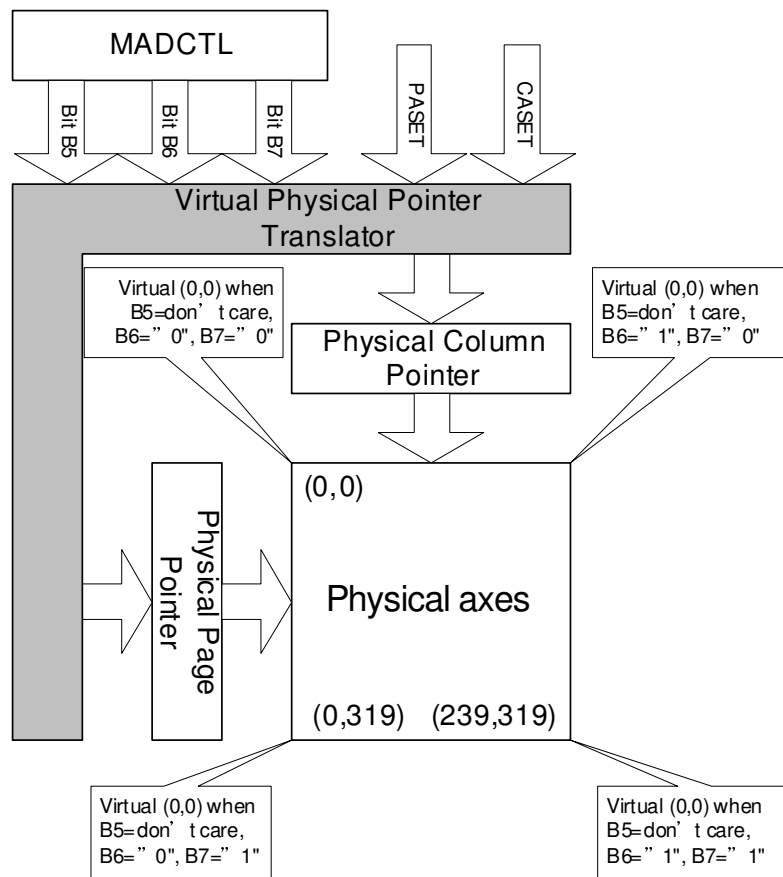 MADCTL
Bit B5
Bit B6
Bit B7
PASET
CASET
Virtual Physical Pointer
Translator
Virtual (0,0) when
B5=don’ t care,
B6=” 0", B7=” 0"
Physical Column
Pointer
Virtual (0,0) when
B5=don’ t care,
B6=” 1", B7=” 0"
(0,0)
Physical Page
Pointer
Physical axes
(0,319)
(239,319)
Virtual (0,0) when
B5=don’ t care,
B6=” 0", B7=” 1"
Virtual (0,0) when
B5=don’ t care,
B6=” 1", B7=” 1"